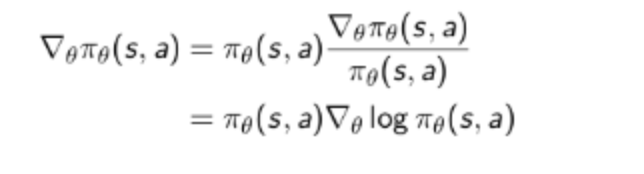 ∇θπθ(s, a) = πθ(s, a) ∇θπθ(s, a) / πθ(s, a)
= πθ(s, a)∇θ log πθ(s, a)